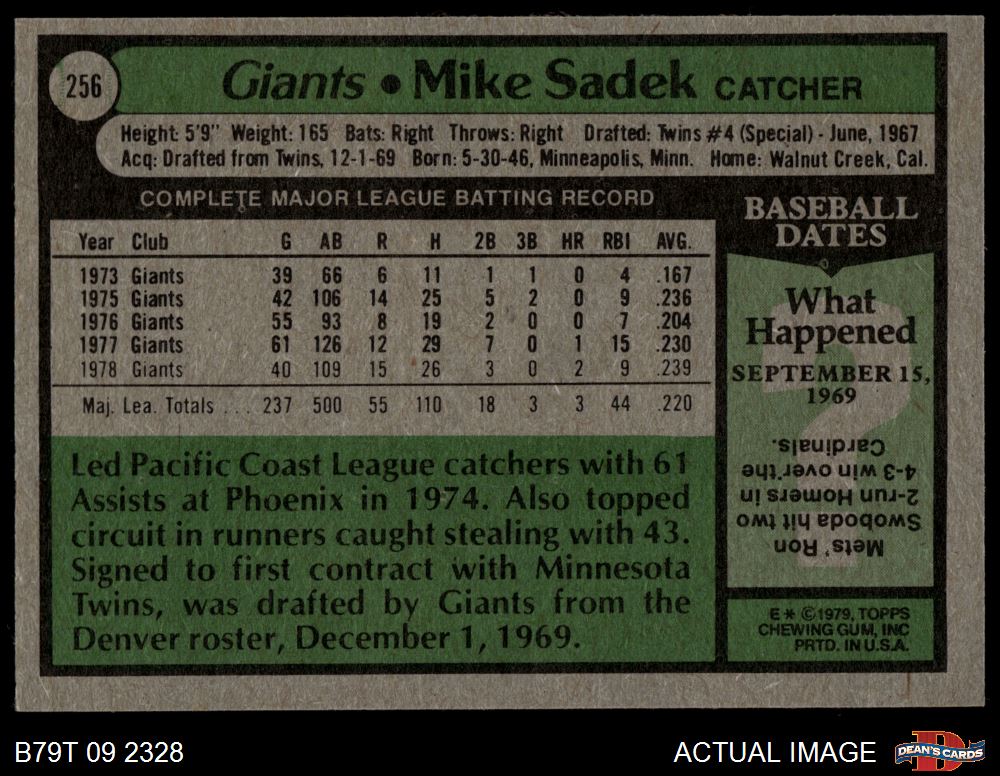 256
Giants • Mike Sadek CATCHER
Height: 5'9" Weight: 165 Bats: Right Throws: Right Drafted: Twins #4 (Special) - June, 1967
Acq: Drafted from Twins, 12-1-69 Born: 5-30-46, Minneapolis, Minn. Home: Walnut Creek, Cal.
COMPLETE MAJOR LEAGUE BATTING RECORD
Year Club G AB R H 2B 3B HR RBI AVG.
1973 Giants 39 66 6 11 1 1 0 4 .167
1975 Giants 42 106 14 25 5 2 0 9 .236
1976 Giants 55 93 8 19 2 0 0 7 .204
1977 Giants 61 126 12 29 7 0 1 15 .230
1978 Giants 40 109 15 26 3 0 2 9 .239
Maj. Lea. Totals . . . 237 500 55 110 18 3 3 44 .220
Led Pacific Coast League catchers with 61
Assists at Phoenix in 1974. Also topped
circuit in runners caught stealing with 43.
Signed to first contract with Minnesota
Twins, was drafted by Giants from the
Denver roster, December 1, 1969.
BASEBALL
DATES
What
Happened
SEPTEMBER 15,
1969
Mets' Ron
Swoboda hit two
2-run Homers in
4-3 win over the
Cardinals.
E * ©1979, TOPPS
CHEWING GUM, INC
PRTD. IN U.S.A.
B79T 09 2328
ACTUAL IMAGE
DEAN'S CARDS